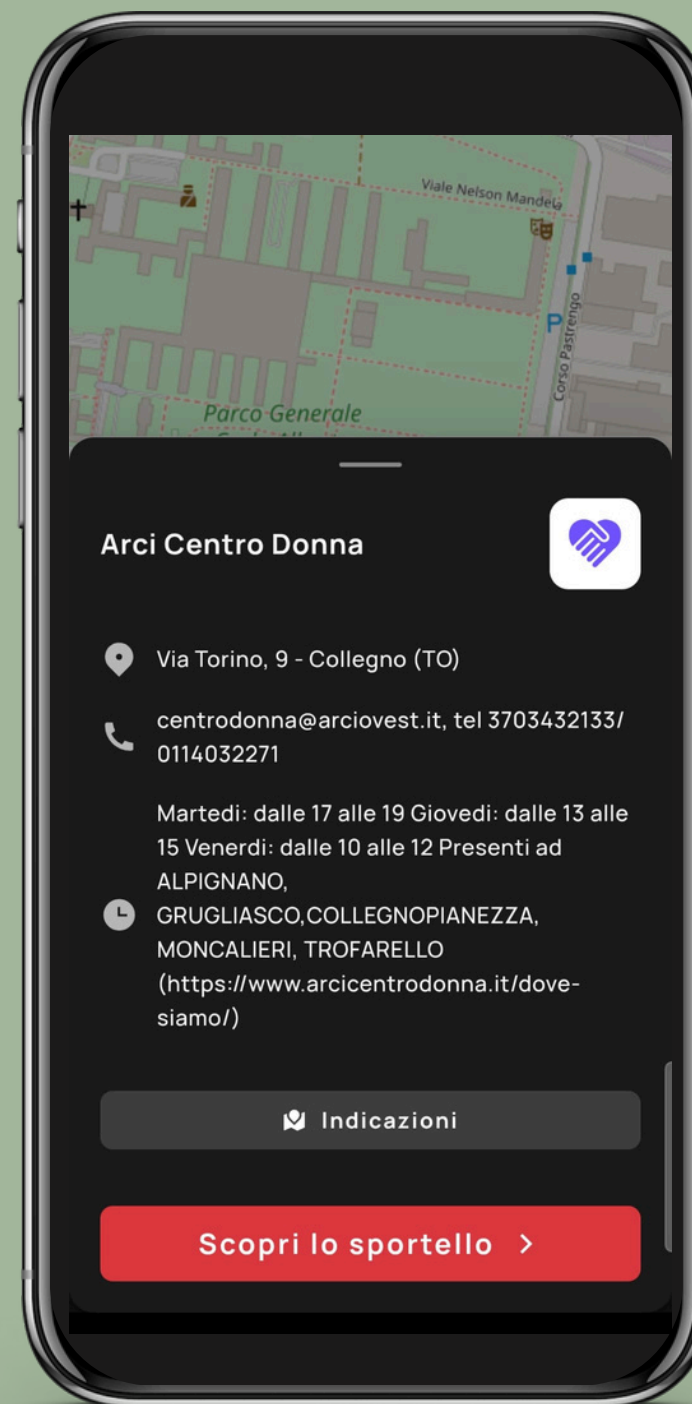 Viale Nelson Mandela
P
Corso Pastrengo
Parco Generale
Arci Centro Donna
Via Torino, 9 - Collegno (TO)
centrodonna@arciovest.it, tel 3703432133/
0114032271
Martedi: dalle 17 alle 19 Giovedi: dalle 13 alle
15 Venerdi: dalle 10 alle 12 Presenti ad
ALPIGNANO,
GRUGLIASCO,COLLEGNOPIANEZZA,
MONCALIERI, TROFARELLO
(https://www.arcicentrodonna.it/dove-
siamo/)
Indicazioni
Scopri lo sportello